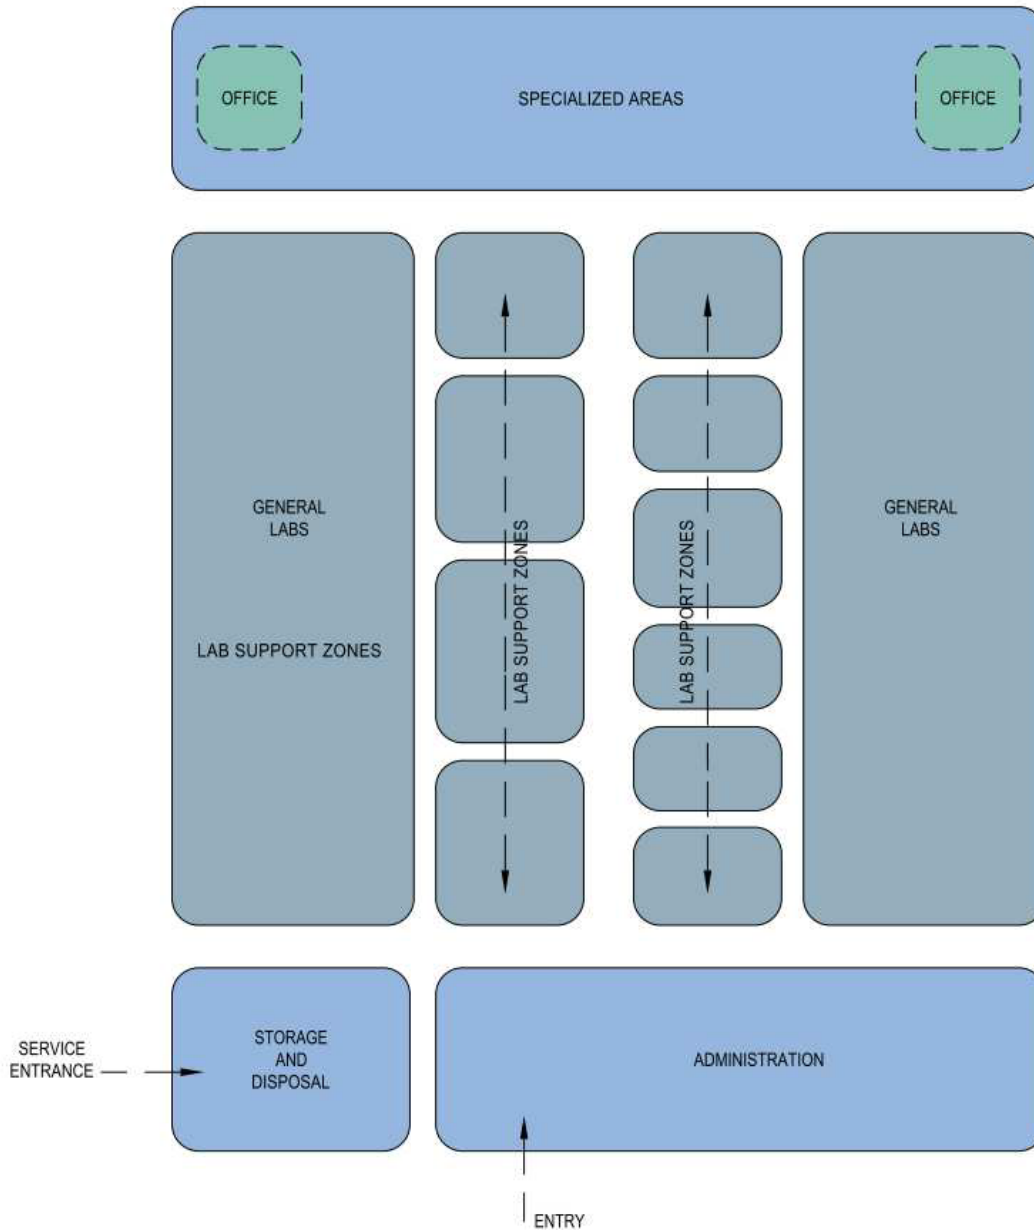 OFFICE
SPECIALIZED AREAS
OFFICE
GENERAL
LABS
LAB SUPPORT ZONES
LAB SUPPORT ZONES
LAB SUPPORT ZONES
GENERAL
LABS
SERVICE
ENTRANCE
STORAGE
AND
DISPOSAL
ADMINISTRATION
ENTRY